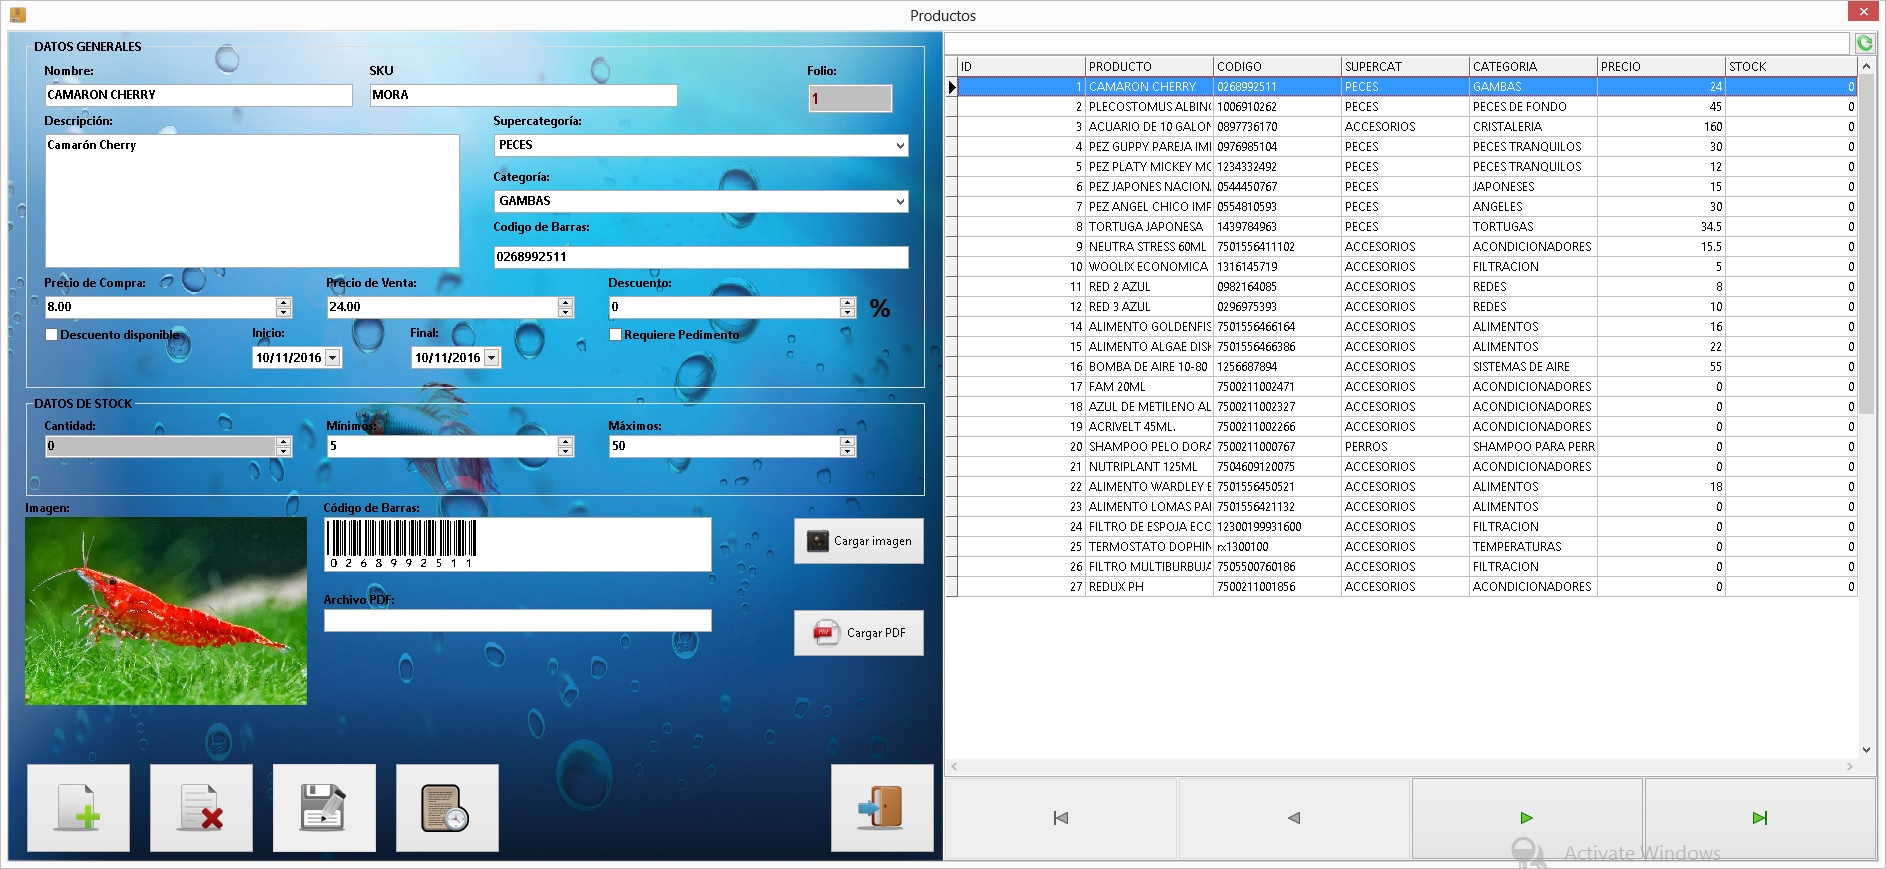 Productos
DATOS GENERALES
Nombre: SKU Folio:
CAMARON CHERRY MORA 1
Descripción: Supercategoría:
Camarón Cherry PECES
Categoría:
GAMBAS
Codigo de Barras:
0268992511
Precio de Compra: Precio de Venta: Descuento:
8.00 24.00 0 %
Descuento disponible Inicio: Final: Requiere Pedimento
10/11/2016 10/11/2016
DATOS DE STOCK
Cantidad: Mínimos: Máximos:
0 5 50
Imagen: Código de Barras:
0268992511
Cargar imagen
Archivo PDF:
Cargar PDF
ID PRODUCTO CODIGO SUPERCAT CATEGORIA PRECIO STOCK
1 CAMARON CHERRY 0268992511 PECES GAMBAS 24 0
2 PLECOSTOMUS ALBIN 1006910262 PECES PECES DE FONDO 45 0
3 ACUARIO DE 10 GALON 0897736170 ACCESORIOS CRISTALERIA 160 0
4 PEZ GUPPY PAREJA IMI 0976985104 PECES PECES TRANQUILOS 30 0
5 PEZ PLATY MICKEY MO 1234332492 PECES PECES TRANQUILOS 12 0
6 PEZ JAPONES NACION 0544450767 PECES JAPONESES 15 0
7 PEZ ANGEL CHICO IMP 0554810593 PECES ANGELES 30 0
8 TORTUGA JAPONESA 1439784963 PECES TORTUGAS 34.5 0
9 NEUTRA STRESS 60ML 7501556411102 ACCESORIOS ACONDICIONADORES 15.5 0
10 WOOLIX ECONOMICA 1316145719 ACCESORIOS FILTRACION 5 0
11 RED 2 AZUL 0982164085 ACCESORIOS REDES 8 0
12 RED 3 AZUL 0296975393 ACCESORIOS REDES 10 0
14 ALIMENTO GOLDENFIS 7501556466164 ACCESORIOS ALIMENTOS 16 0
15 ALIMENTO ALGAE DISK 7501556466386 ACCESORIOS ALIMENTOS 22 0
16 BOMBA DE AIRE 10-80 1256687894 ACCESORIOS SISTEMAS DE AIRE 55 0
17 FAM 20ML 7500211002471 ACCESORIOS ACONDICIONADORES 0 0
18 AZUL DE METILENO AL 7500211002327 ACCESORIOS ACONDICIONADORES 0 0
19 ACRIVELT 45ML. 7500211002266 ACCESORIOS ACONDICIONADORES 0 0
20 SHAMPOO PELO DORA 7500211000767 PERROS SHAMPOO PARA PERR 0 0
21 NUTRIPLANT 125ML 7504609120075 ACCESORIOS ACONDICIONADORES 0 0
22 ALIMENTO WARDLEY E 7501556450521 ACCESORIOS ALIMENTOS 18 0
23 ALIMENTO LOMAS PAI 7501556421132 ACCESORIOS ALIMENTOS 0 0
24 FILTRO DE ESPOJA ECC 12300199931600 ACCESORIOS FILTRACION 0 0
25 TERMOSTATO DOPHIN rx1300100 ACCESORIOS TEMPERATURAS 0 0
26 FILTRO MULTIBURBUJA 7505500760186 ACCESORIOS FILTRACION 0 0
27 REDUX PH 7500211001856 ACCESORIOS ACONDICIONADORES 0 0
Activate Windows